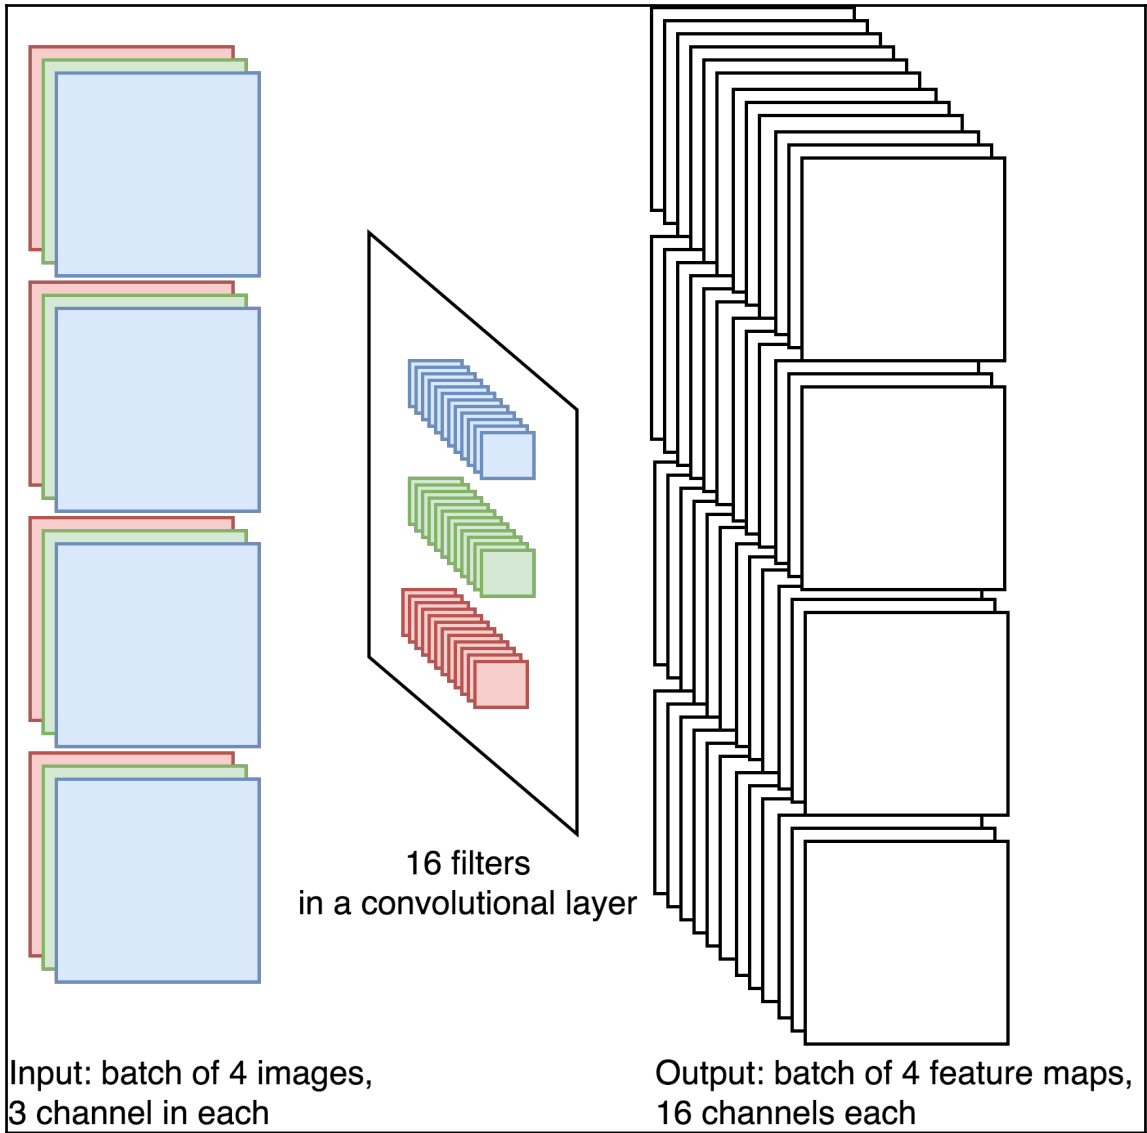 16 filters
in a convolutional layer
Input: batch of 4 images,
3 channel in each
Output: batch of 4 feature maps,
16 channels each